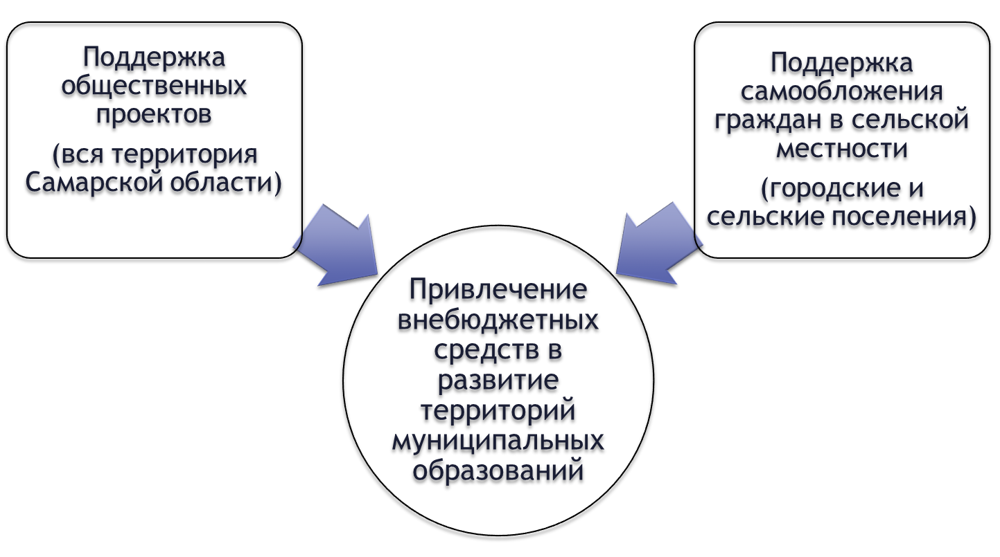 Поддержка
общественных
проектов
(вся территория
Самарской области)
Поддержка
самообложения
граждан в сельской
местности
(городские и
сельские поселения)
Привлечение
внебюджетных
средств в
развитие
территорий
муниципальных
образований